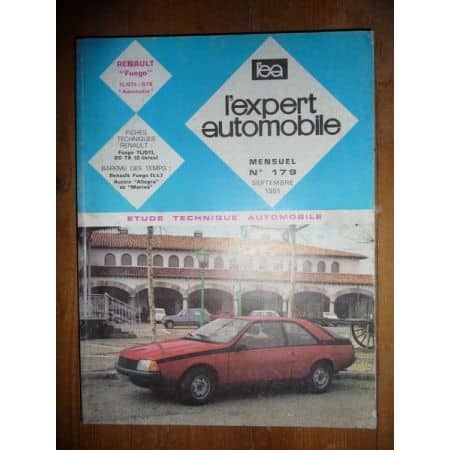 RENAULT
"Fuego"
TL/GTL - GTS
"Automatic"
l'ea
l'expert
automobile
FICHES
TECHNIQUES
RENAULT :
Fuego TL/GTL
20 TS (2 litres)
BAREME DES TEMPS :
Renault Fuego (t.t.)
Austin "Allegro"
et "Marina"
MENSUEL
N° 179
SEPTEMBRE
1981
ETUDE TECHNIQUE AUTOMOBILE